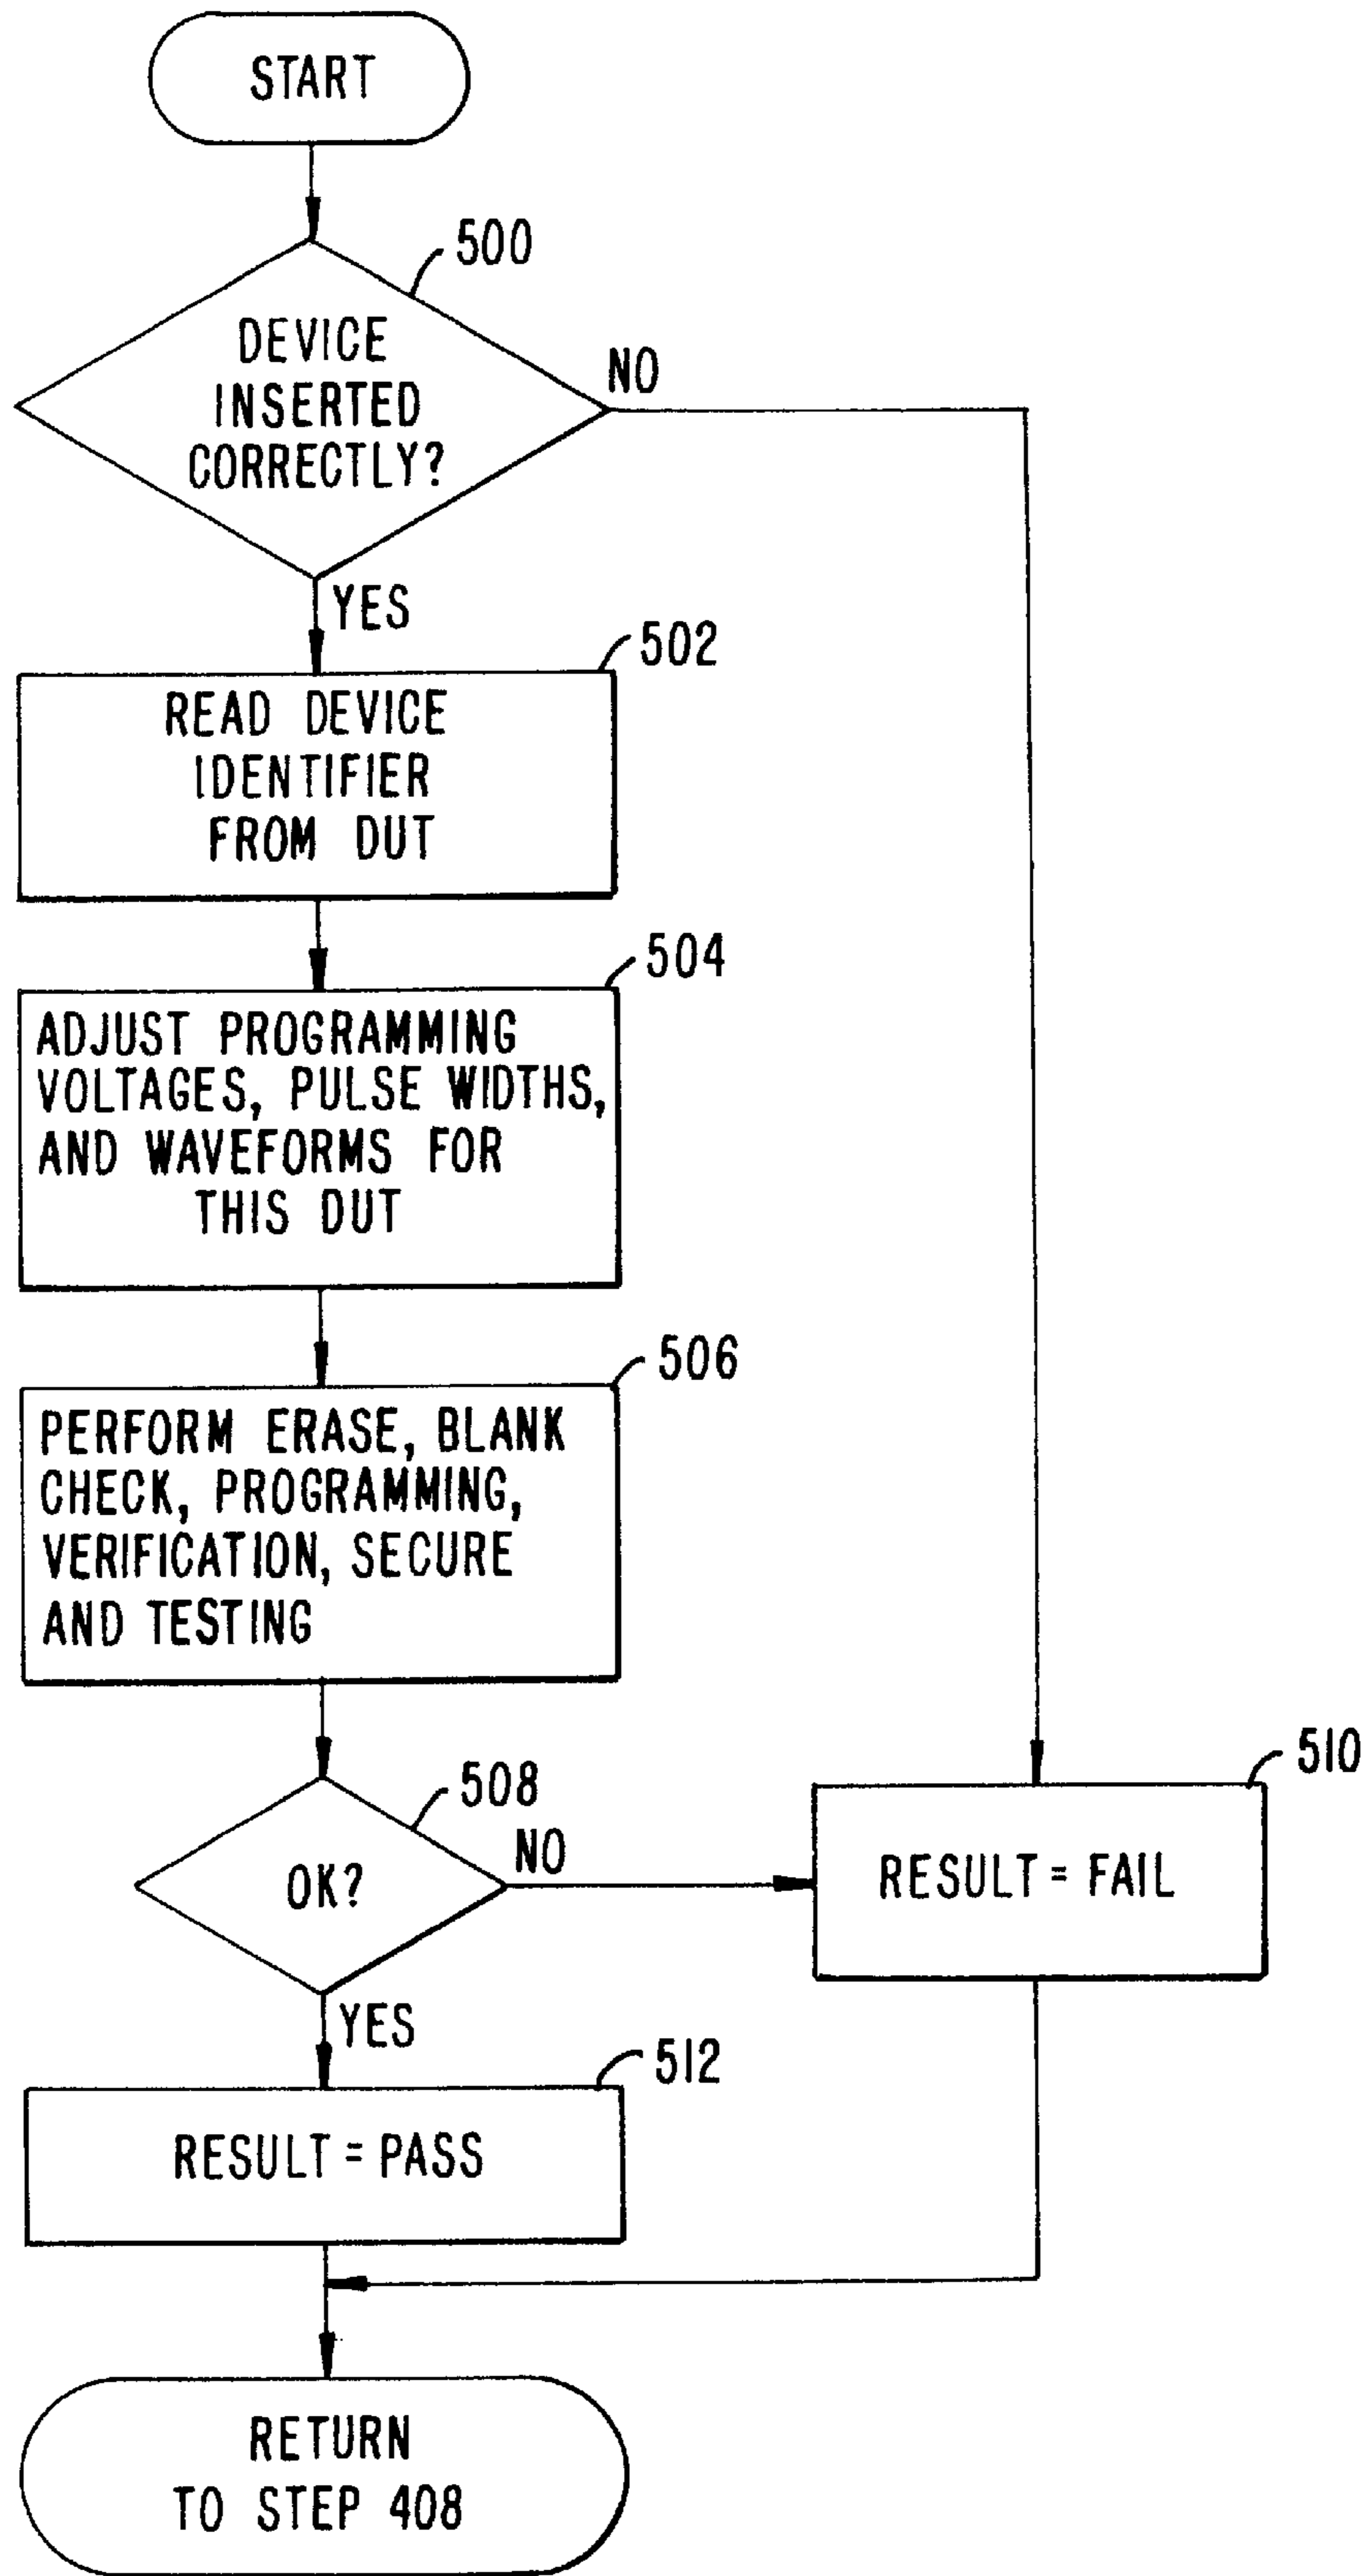 START
500
DEVICE
INSERTED
CORRECTLY?
NO
YES
502
READ DEVICE
IDENTIFIER
FROM DUT
504
ADJUST PROGRAMMING
VOLTAGES, PULSE WIDTHS,
AND WAVEFORMS FOR
THIS DUT
506
PERFORM ERASE, BLANK
CHECK, PROGRAMMING,
VERIFICATION, SECURE
AND TESTING
508
OK?
NO
510
RESULT = FAIL
YES
512
RESULT = PASS
RETURN
TO STEP 408